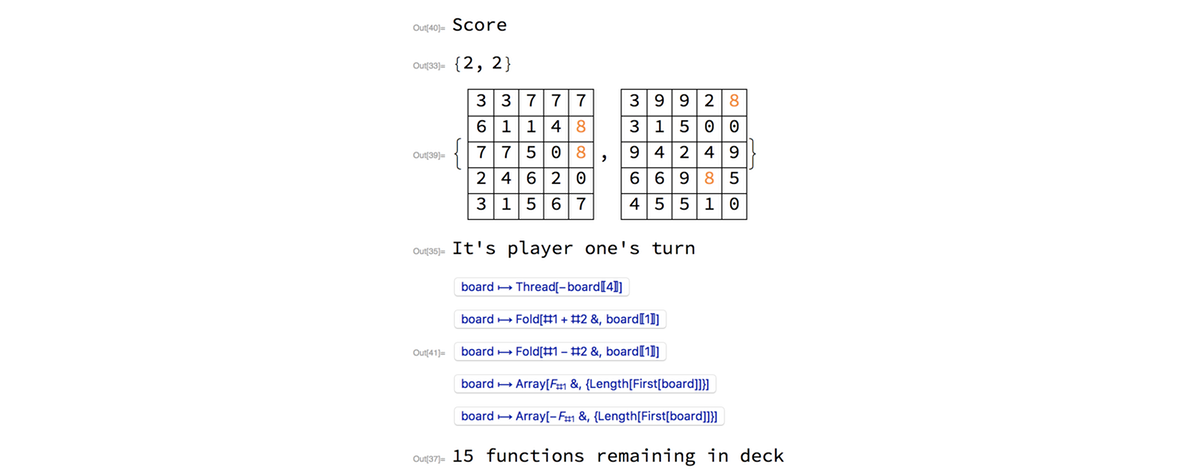 Out[40]= Score
Out[33]= {2, 2}
3 3 7 7 7 3 9 9 2 8
6 1 1 4 8 3 1 5 0 0
Out[39]= { 7 7 5 0 8 , 9 4 2 4 9 }
2 4 6 2 0 6 6 9 8 5
3 1 5 6 7 4 5 5 1 0
Out[35]= It's player one's turn
board ↦ Thread[-board⟦4⟧]
board ↦ Fold[#1 + #2 &, board⟦1⟧]
Out[41]= board ↦ Fold[#1 - #2 &, board⟦1⟧]
board ↦ Array[F#1 &, {Length[First[board]]}]
board ↦ Array[-F#1 &, {Length[First[board]]}]
Out[37]= 15 functions remaining in deck